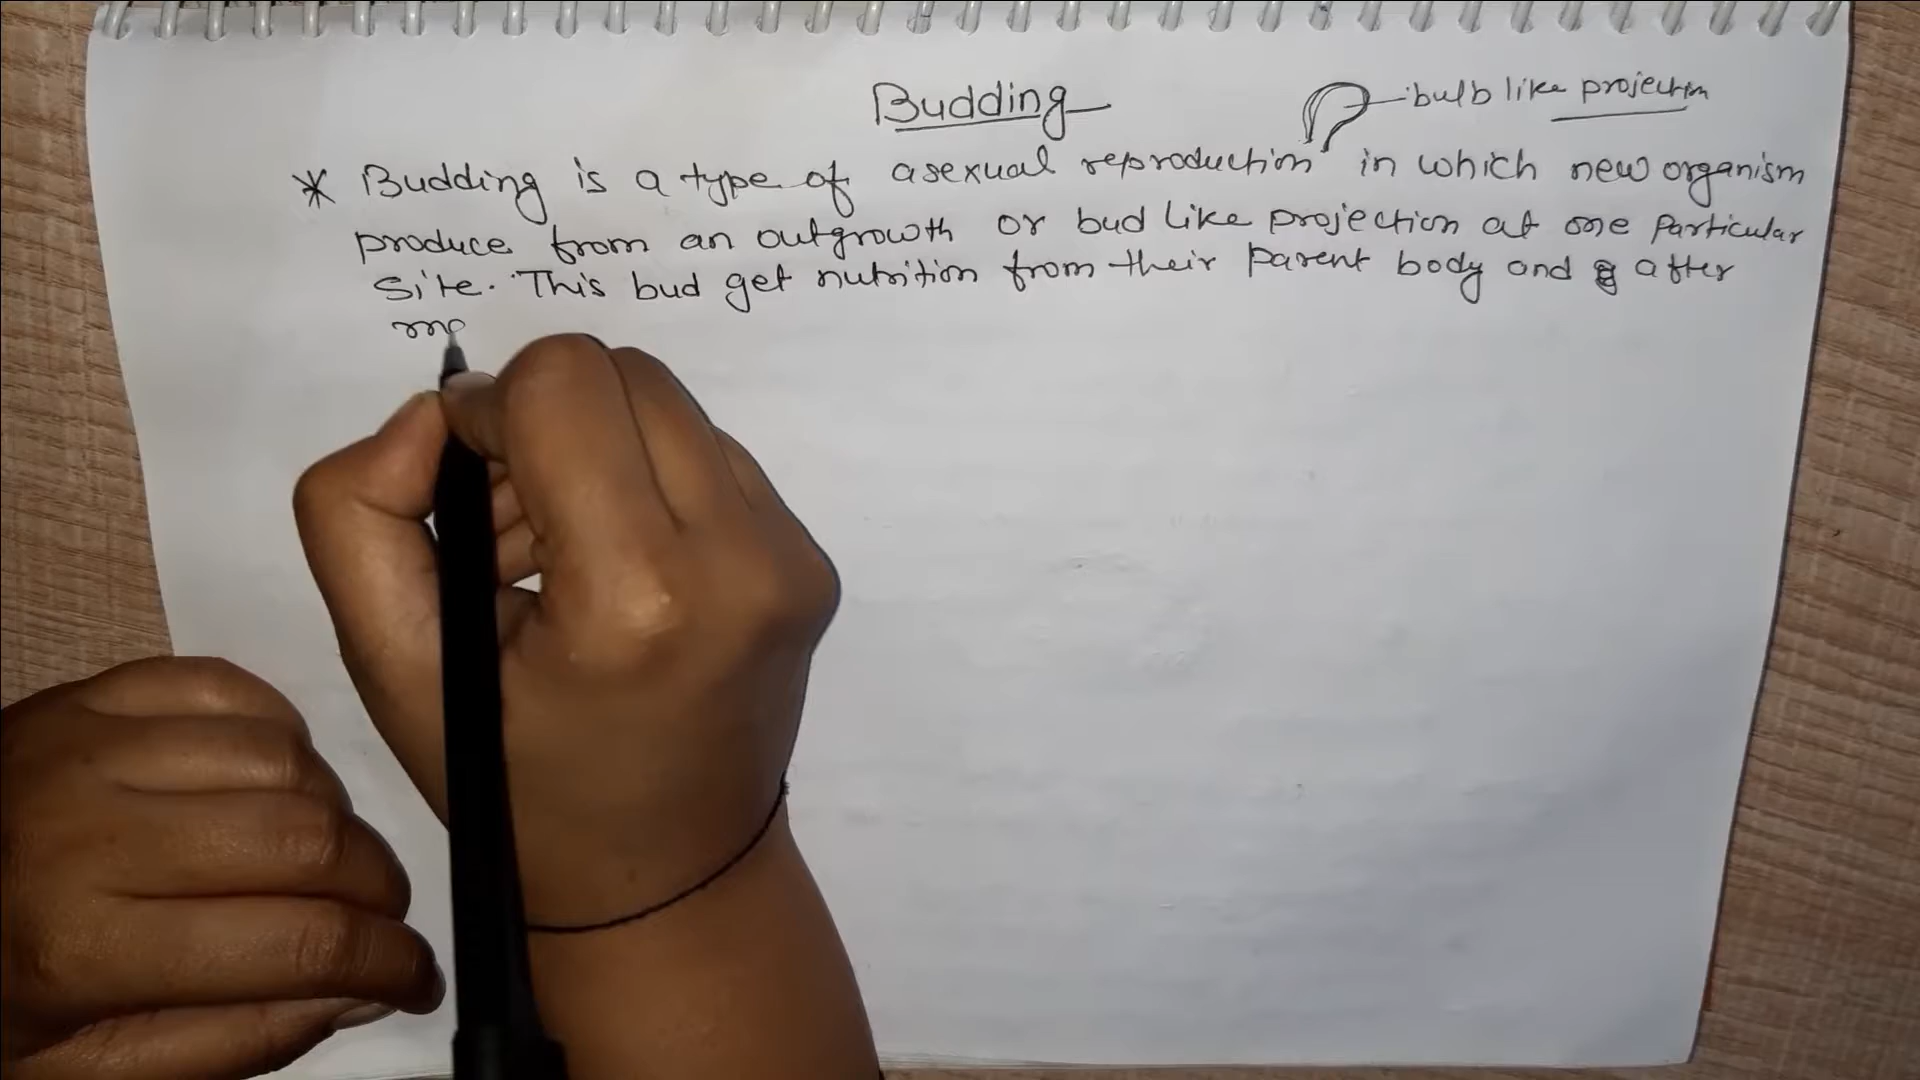 Budding
bulb like projection
* Budding is a type of asexual reproduction in which new organism
produce from an outgrowth or bud like projection at one particular
site. This bud get nutrition from their parent body and after